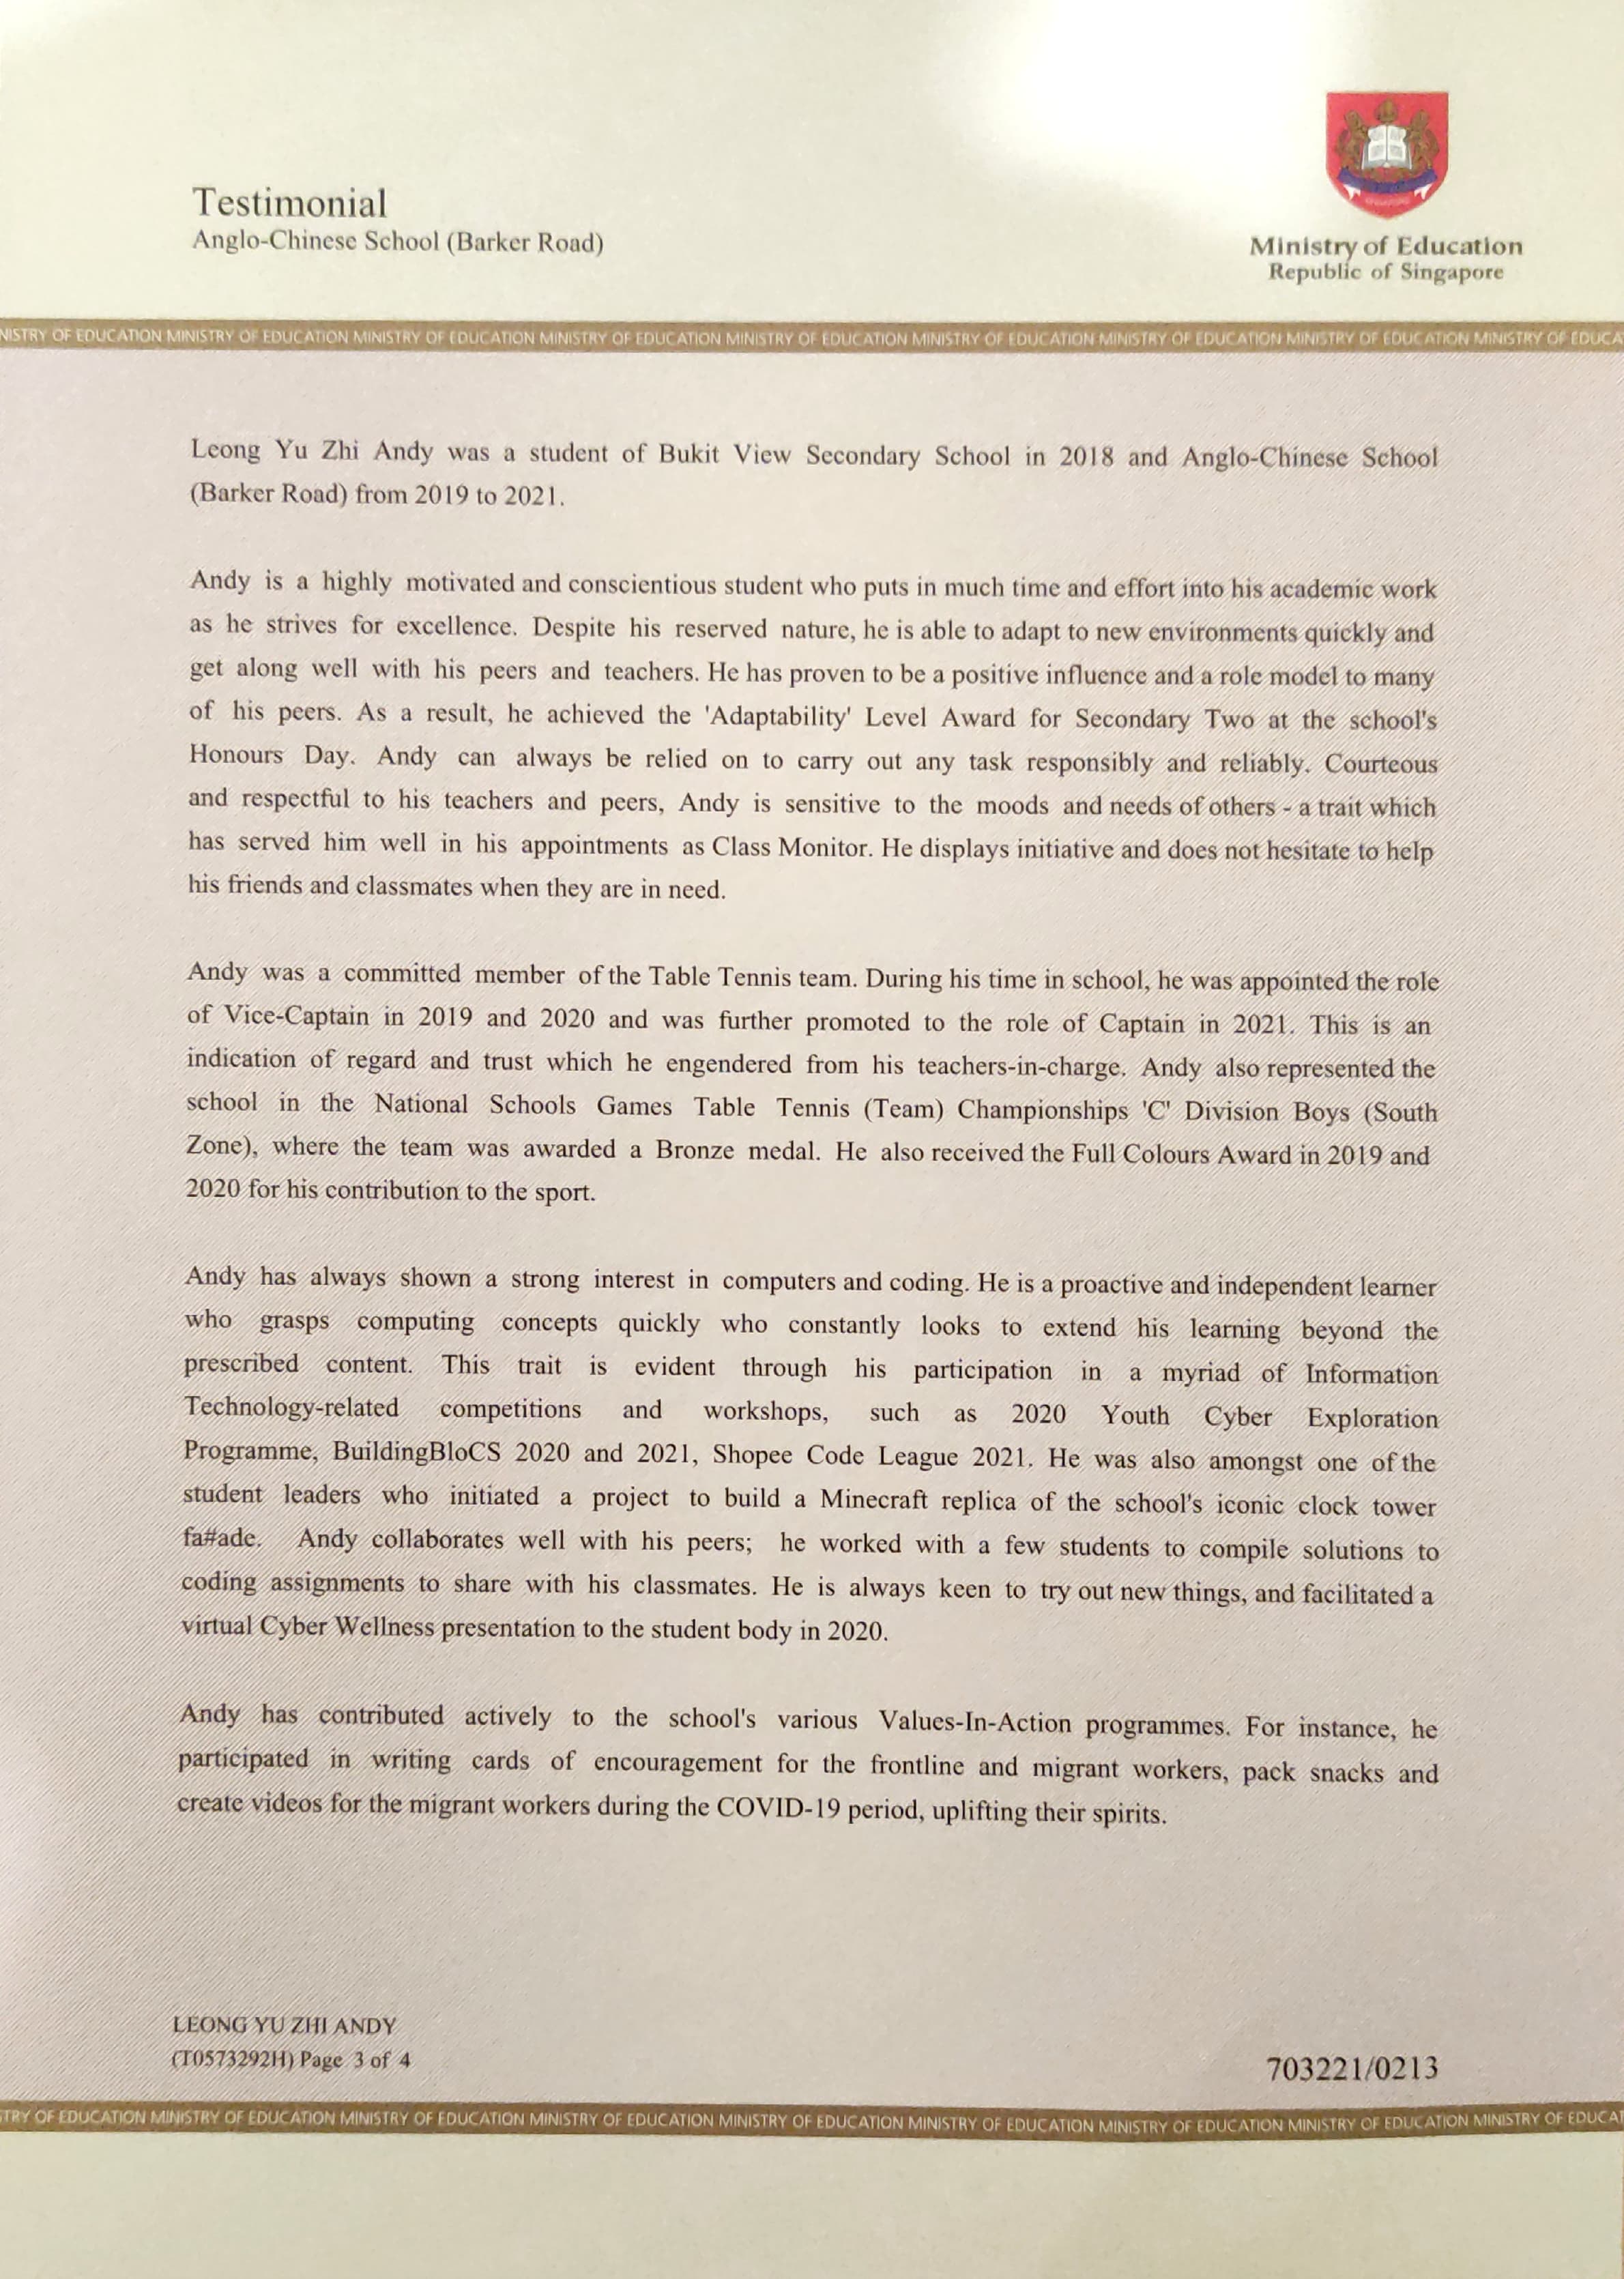 Testimonial
Anglo-Chinese School (Barker Road)
Ministry of Education
Republic of Singapore
NISTRY OF EDUCATION MINISTRY OF EDUCATION MINISTRY OF EDUCATION MINISTRY OF EDUCATION MINISTRY OF EDUCATION MINISTRY OF EDUCATION MINISTRY OF EDUCATION MINISTRY OF EDUCATION MINISTRY OF EDUCA
Leong Yu Zhi Andy was a student of Bukit View Secondary School in 2018 and Anglo-Chinese School
(Barker Road) from 2019 to 2021.
Andy is a highly motivated and conscientious student who puts in much time and effort into his academic work
as he strives for excellence. Despite his reserved nature, he is able to adapt to new environments quickly and
get along well with his peers and teachers. He has proven to be a positive influence and a role model to many
of his peers. As a result, he achieved the 'Adaptability' Level Award for Secondary Two at the school's
Honours Day. Andy can always be relied on to carry out any task responsibly and reliably. Courteous
and respectful to his teachers and peers, Andy is sensitive to the moods and needs of others - a trait which
has served him well in his appointments as Class Monitor. He displays initiative and does not hesitate to help
his friends and classmates when they are in need.
Andy was a committed member of the Table Tennis team. During his time in school, he was appointed the role
of Vice-Captain in 2019 and 2020 and was further promoted to the role of Captain in 2021. This is an
indication of regard and trust which he engendered from his teachers-in-charge. Andy also represented the
school in the National Schools Games Table Tennis (Team) Championships 'C' Division Boys (South
Zone), where the team was awarded a Bronze medal. He also received the Full Colours Award in 2019 and
2020 for his contribution to the sport.
Andy has always shown a strong interest in computers and coding. He is a proactive and independent learner
who grasps computing concepts quickly who constantly looks to extend his learning beyond the
prescribed content. This trait is evident through his participation in a myriad of Information
Technology-related competitions and workshops, such as 2020 Youth Cyber Exploration
Programme, BuildingBloCS 2020 and 2021, Shopee Code League 2021. He was also amongst one of the
student leaders who initiated a project to build a Minecraft replica of the school's iconic clock tower
fa#ade. Andy collaborates well with his peers; he worked with a few students to compile solutions to
coding assignments to share with his classmates. He is always keen to try out new things, and facilitated a
virtual Cyber Wellness presentation to the student body in 2020.
Andy has contributed actively to the school's various Values-In-Action programmes. For instance, he
participated in writing cards of encouragement for the frontline and migrant workers, pack snacks and
create videos for the migrant workers during the COVID-19 period, uplifting their spirits.
LEONG YU ZHI ANDY
(T0573292H) Page 3 of 4
703221/0213
STRY OF EDUCATION MINISTRY OF EDUCATION MINISTRY OF EDUCATION MINISTRY OF EDUCATION MINISTRY OF EDUCATION MINISTRY OF EDUCATION MINISTRY OF EDUCATION MINISTRY OF EDUCATION MINISTRY OF EDUCAT